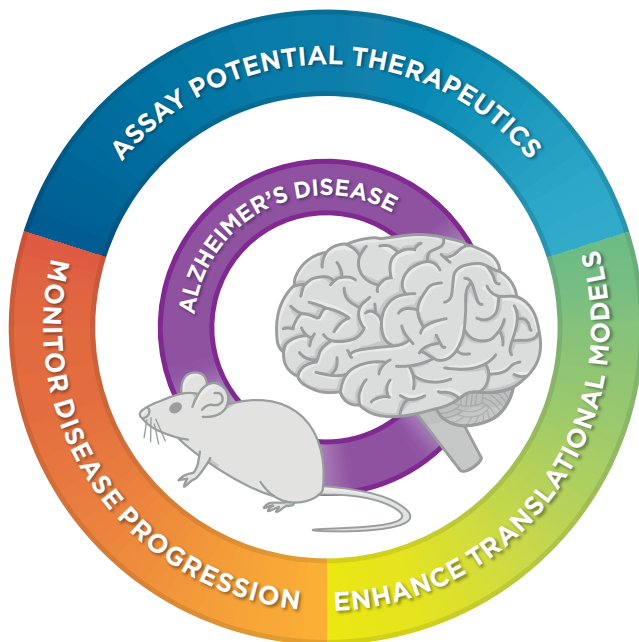 ASSAY POTENTIAL THERAPEUTICS
ALZHEIMER'S DISEASE
MONITOR DISEASE PROGRESSION
ENHANCE TRANSLATIONAL MODELS